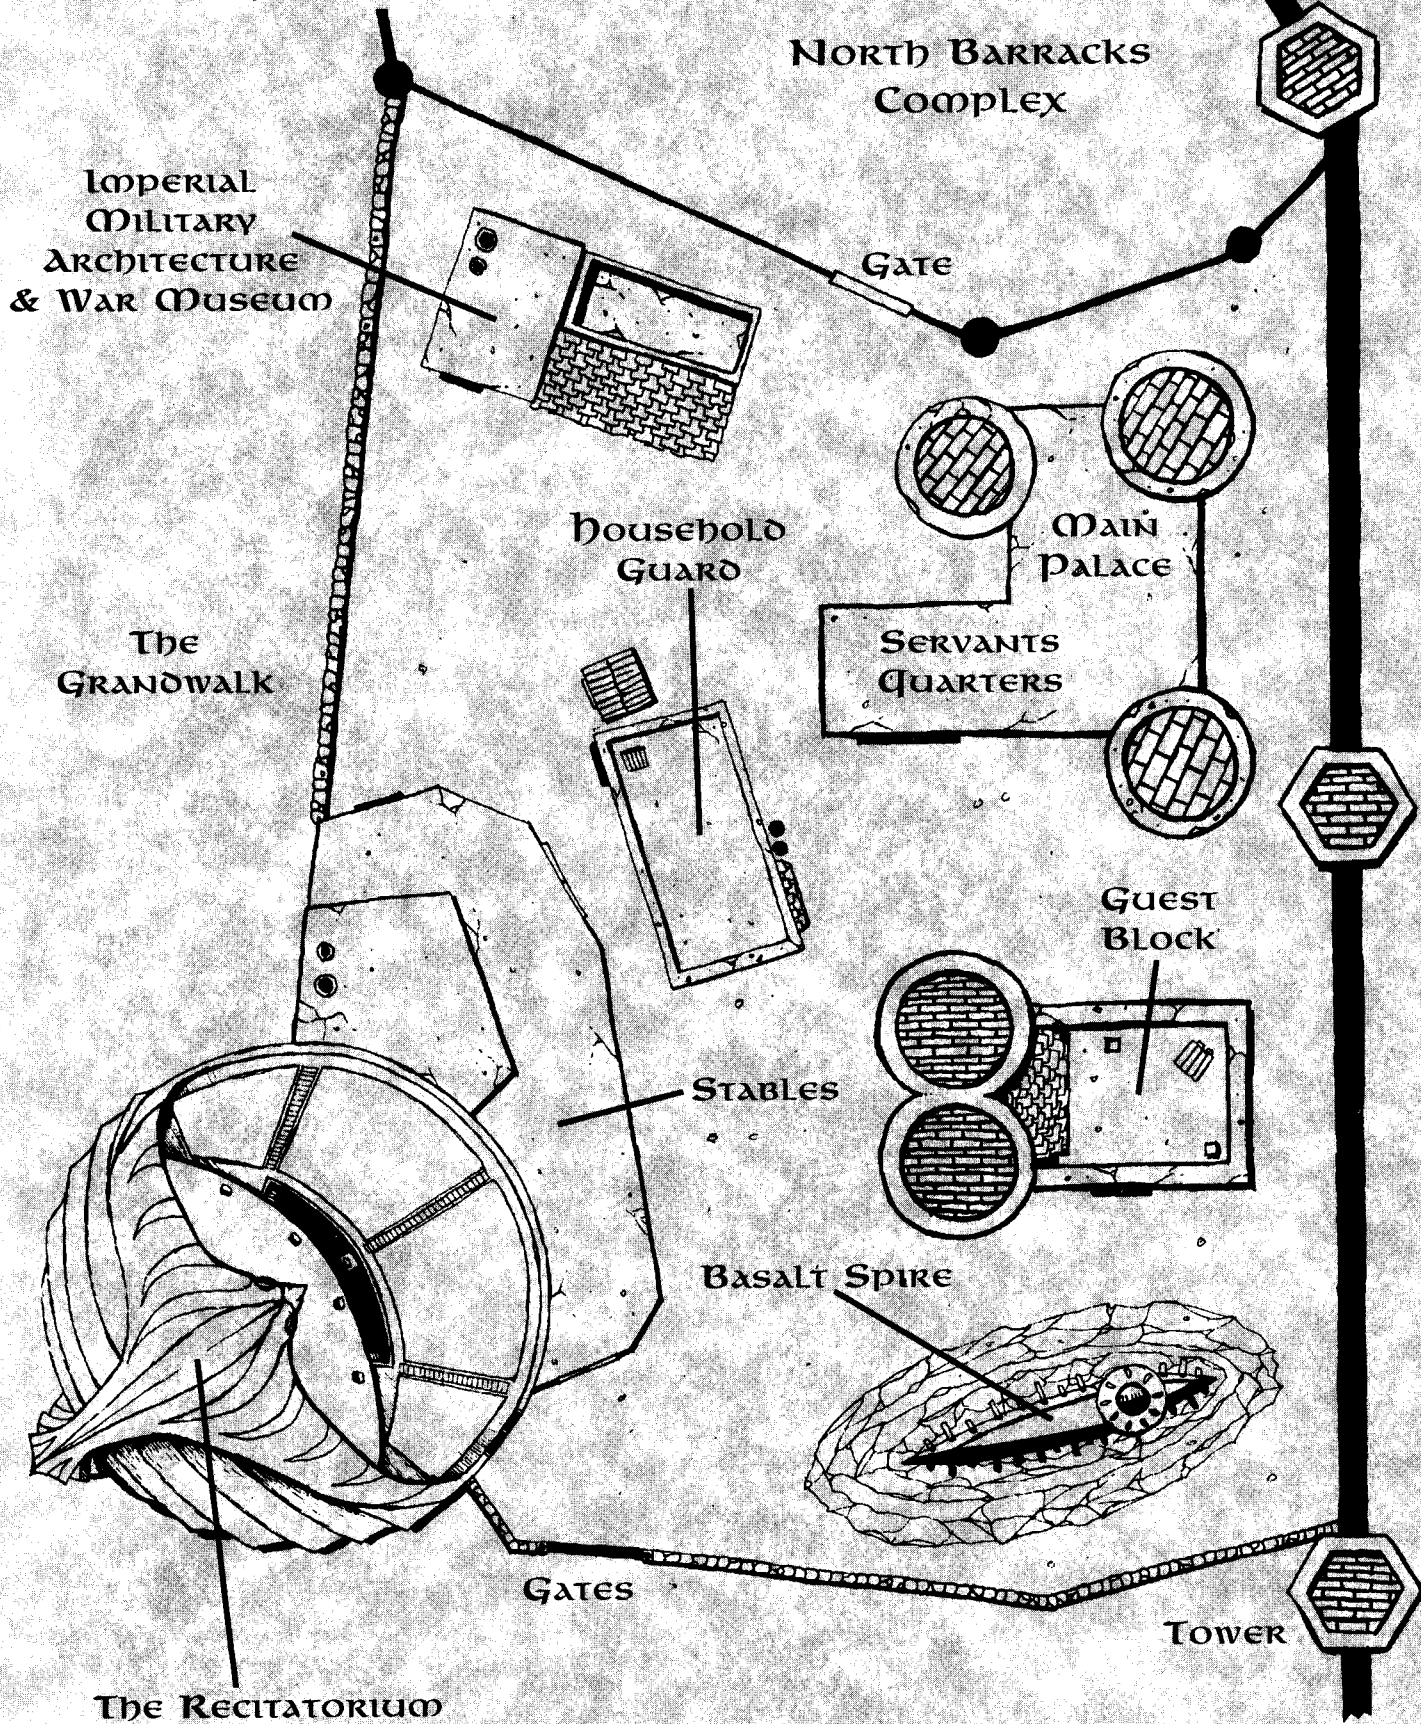 North Barracks
Complex
Imperial
Military
Architecture
& War Museum
Gate
Household
Guard
Main
Palace
The
Grandwalk
Servants
Quarters
Guest
Block
Stables
Basalt Spire
Gates
Tower
The Recitatorium